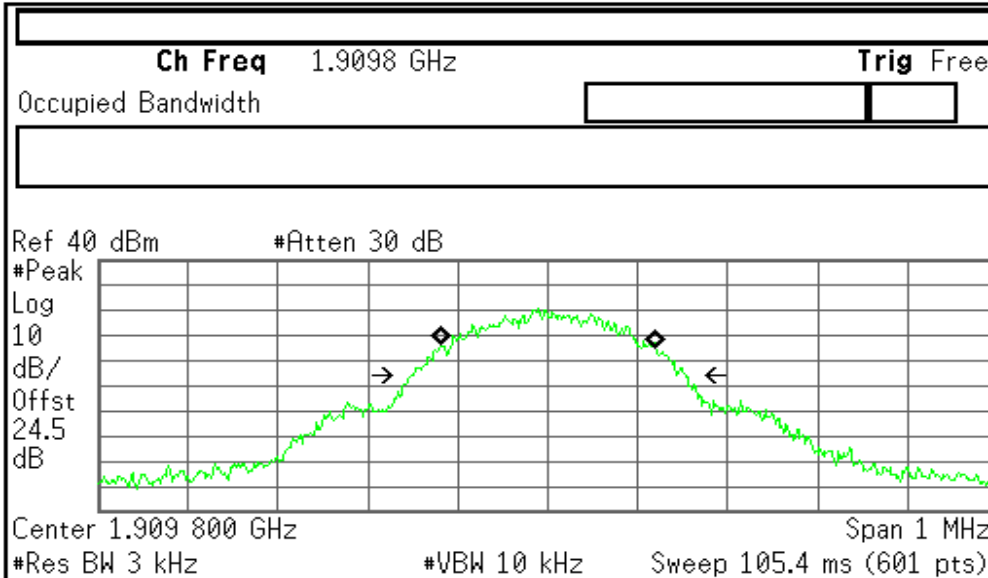 Ch Freq 1.9098 GHz Trig Free
Occupied Bandwidth
Ref 40 dBm #Atten 30 dB
#Peak
Log
10
dB/
Offst
24.5
dB
Center 1.909 800 GHz Span 1 MHz
#Res BW 3 kHz #VBW 10 kHz Sweep 105.4 ms (601 pts)